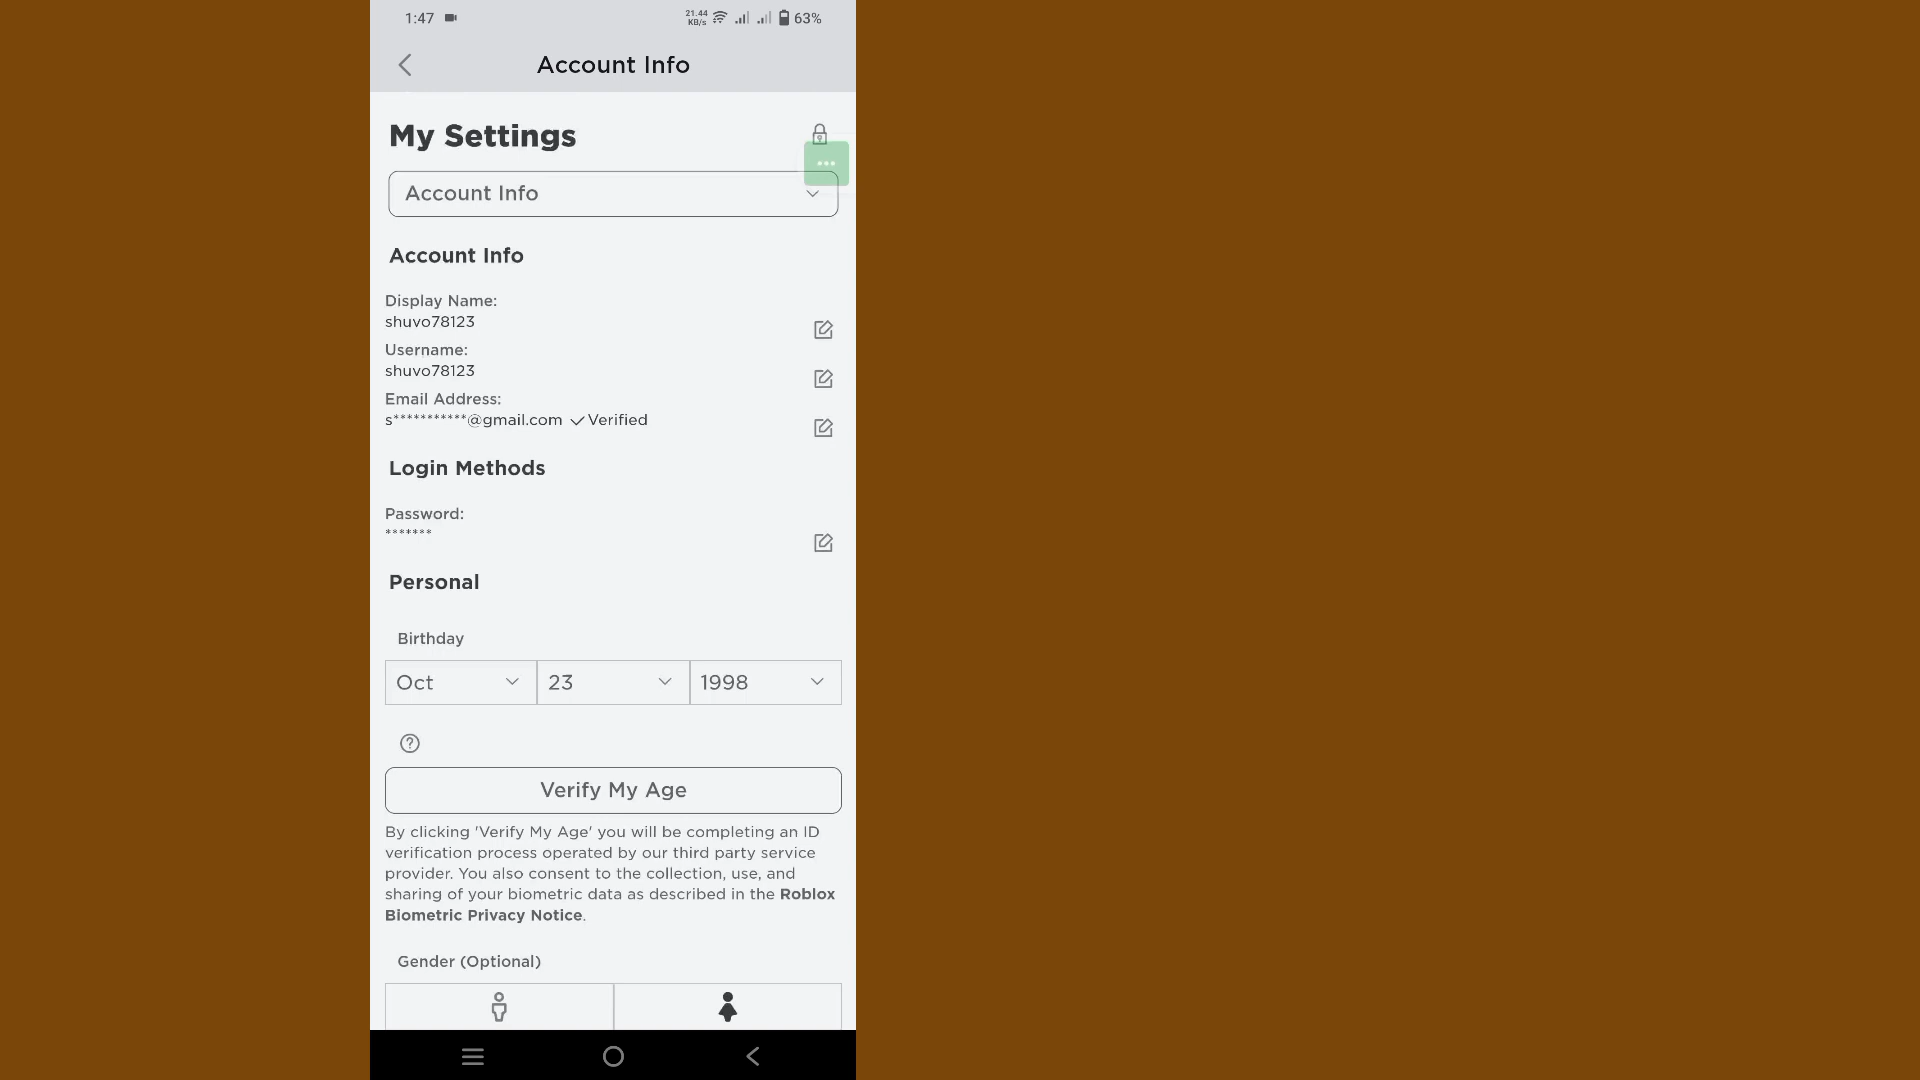 1:47
21.44
KB/s
63%
Account Info
My Settings
Account Info
Account Info
Display Name:
shuvo78123
Username:
shuvo78123
Email Address:
s***********@gmail.com Verified
Login Methods
Password:
*******
Personal
Birthday
Oct 23 1998
Verify My Age
By clicking 'Verify My Age' you will be completing an ID
verification process operated by our third party service
provider. You also consent to the collection, use, and
sharing of your biometric data as described in the Roblox
Biometric Privacy Notice.
Gender (Optional)